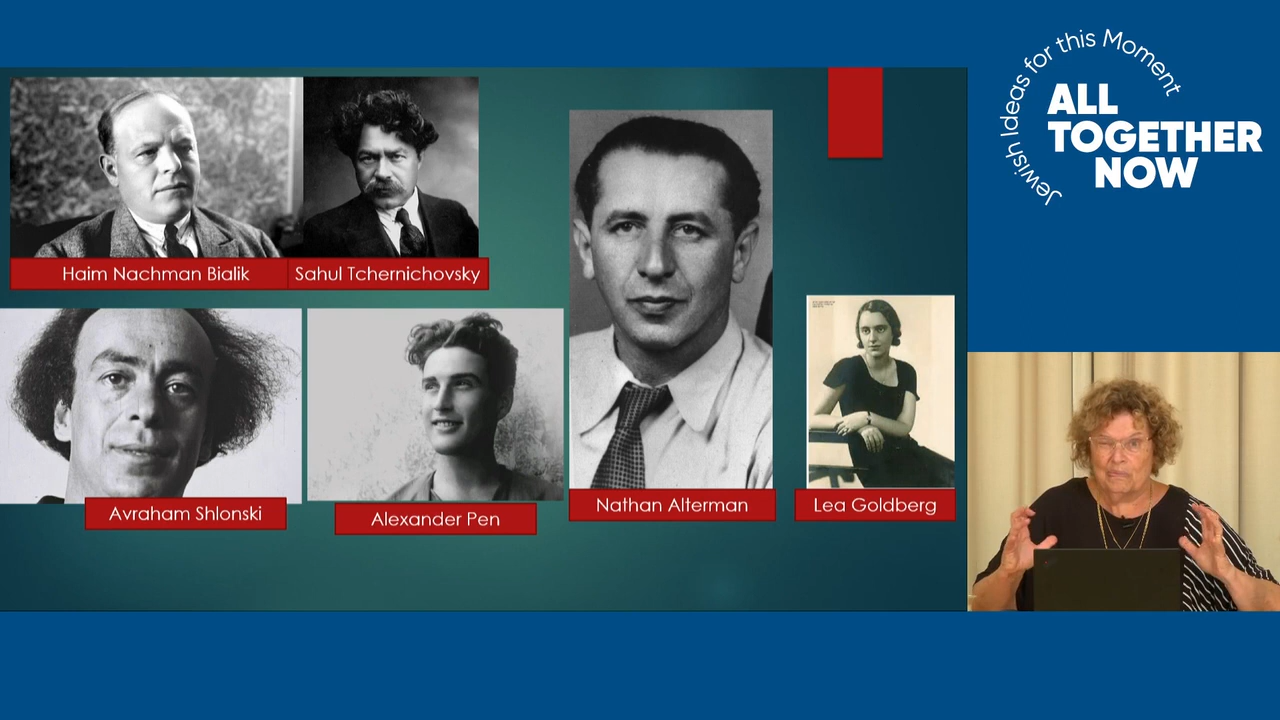 Jewish Ideas for this Moment
ALL
TOGETHER
NOW
Haim Nachman Bialik
Sahul Tchernichovsky
Avraham Shlonski
Alexander Pen
Nathan Alterman
Lea Goldberg